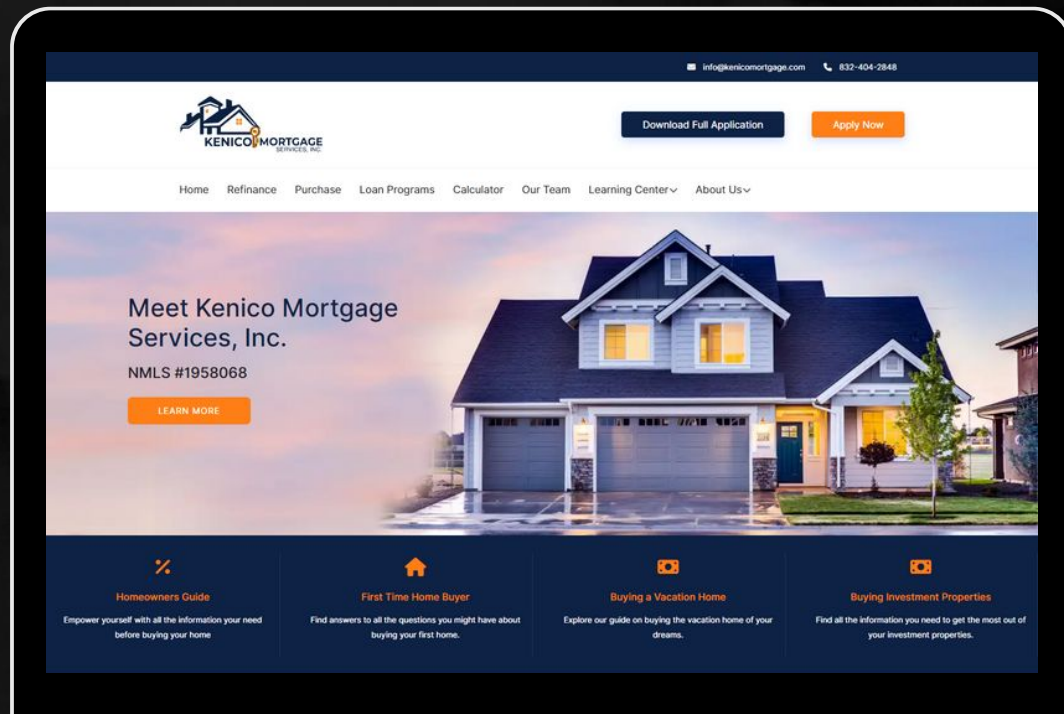 info@kenicomortgage.com 832-404-2848
KENICO MORTGAGE
SERVICES, INC.
Download Full Application Apply Now
Home Refinance Purchase Loan Programs Calculator Our Team Learning Center About Us
Meet Kenico Mortgage
Services, Inc.
NMLS #1958068
LEARN MORE
Homeowners Guide
Empower yourself with all the information your need
before buying your home
First Time Home Buyer
Find answers to all the questions you might have about
buying your first home.
Buying a Vacation Home
Explore our guide on buying the vacation home of your
dreams.
Buying Investment Properties
Find all the information you need to get the most out of
your investment properties.